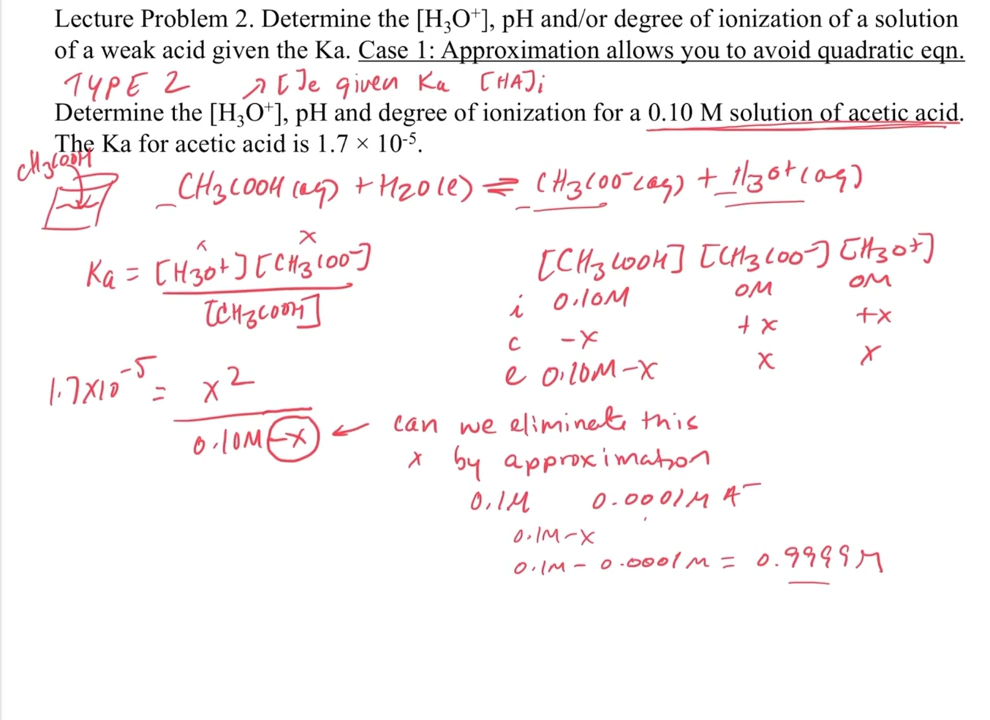 Lecture Problem 2. Determine the [H₃O⁺], pH and/or degree of ionization of a solution
of a weak acid given the Ka. Case 1: Approximation allows you to avoid quadratic eqn.
TYPE 2 ↗ [ ]e given Ka [HA]i
Determine the [H₃O⁺], pH and degree of ionization for a 0.10 M solution of acetic acid.
The Ka for acetic acid is 1.7 × 10⁻⁵.
CH3COOH
CH3COOH (aq) + H2O(l) ⇌ CH3COO⁻(aq) + H3O+(aq)
x x
Ka = [H3O+][CH3COO⁻]
[CH3COOH]
[CH3COOH] [CH3COO⁻] [H3O+]
i 0.10M 0M 0M
c -x +x +x
e 0.10M-x x x
1.7x10⁻⁵ = x2
0.10M-x ← can we eliminate this
x by approximation
0.1M 0.0001M A⁻
0.1M-x
0.1M - 0.0001M = 0.9999M